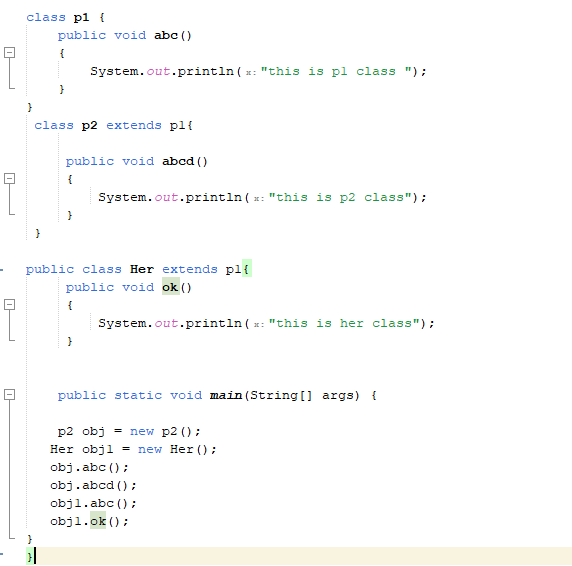 class p1 {
public void abc()
{
System.out.println( x: "this is p1 class ");
}
}
class p2 extends p1{
public void abcd()
{
System.out.println( x: "this is p2 class");
}
}
public class Her extends p1{
public void ok()
{
System.out.println( x: "this is her class");
}
public static void main(String[] args) {
p2 obj = new p2();
Her obj1 = new Her();
obj.abc();
obj.abcd();
obj1.abc();
obj1.ok();
}
}